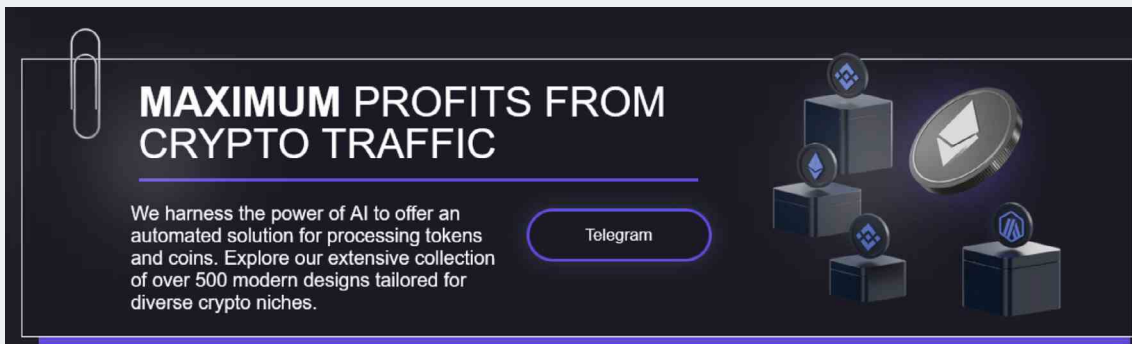 MAXIMUM PROFITS FROM
CRYPTO TRAFFIC
We harness the power of AI to offer an
automated solution for processing tokens
and coins. Explore our extensive collection
of over 500 modern designs tailored for
diverse crypto niches.
Telegram